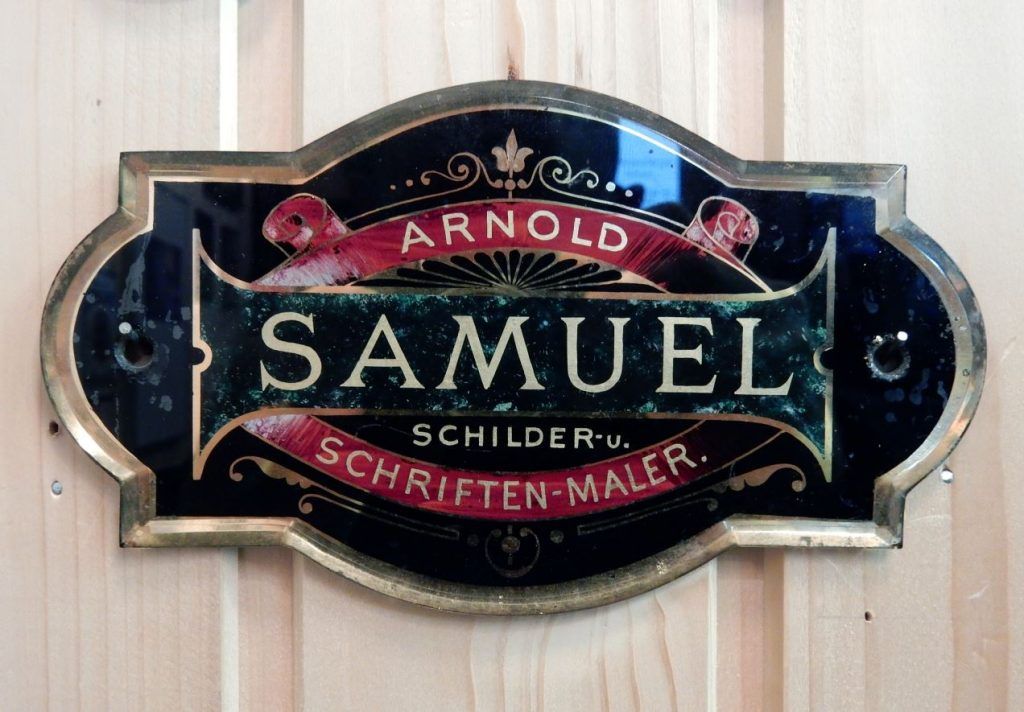 ARNOLD
SAMUEL
SCHILDER-u.
SCHRIFTEN-MALER.